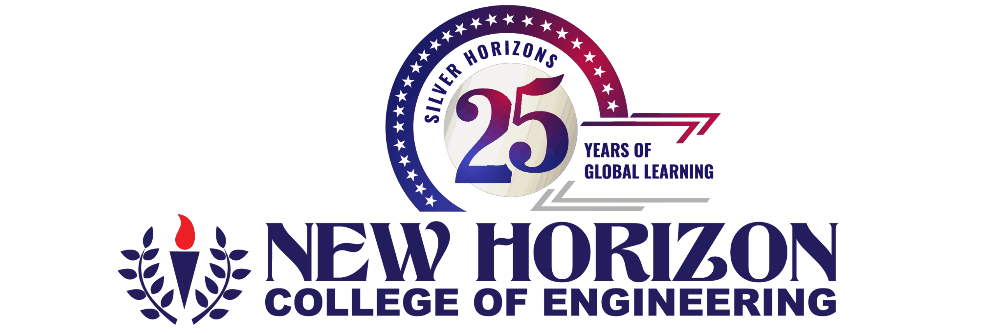 SILVER HORIZONS
25
YEARS OF
GLOBAL LEARNING
NEW HORIZON
COLLEGE OF ENGINEERING